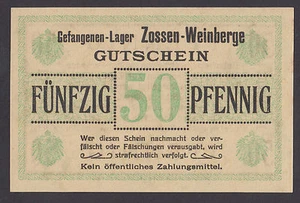 Gefangenen-Lager Zossen-Weinberge
GUTSCHEIN
FÜNFZIG 50 PFENNIG
Wer diesen Schein nachmacht oder ver-
fälscht oder Fälschungen verausgabt, wird
strafrechtlich verfolgt.
Kein öffentliches Zahlungsmittel.